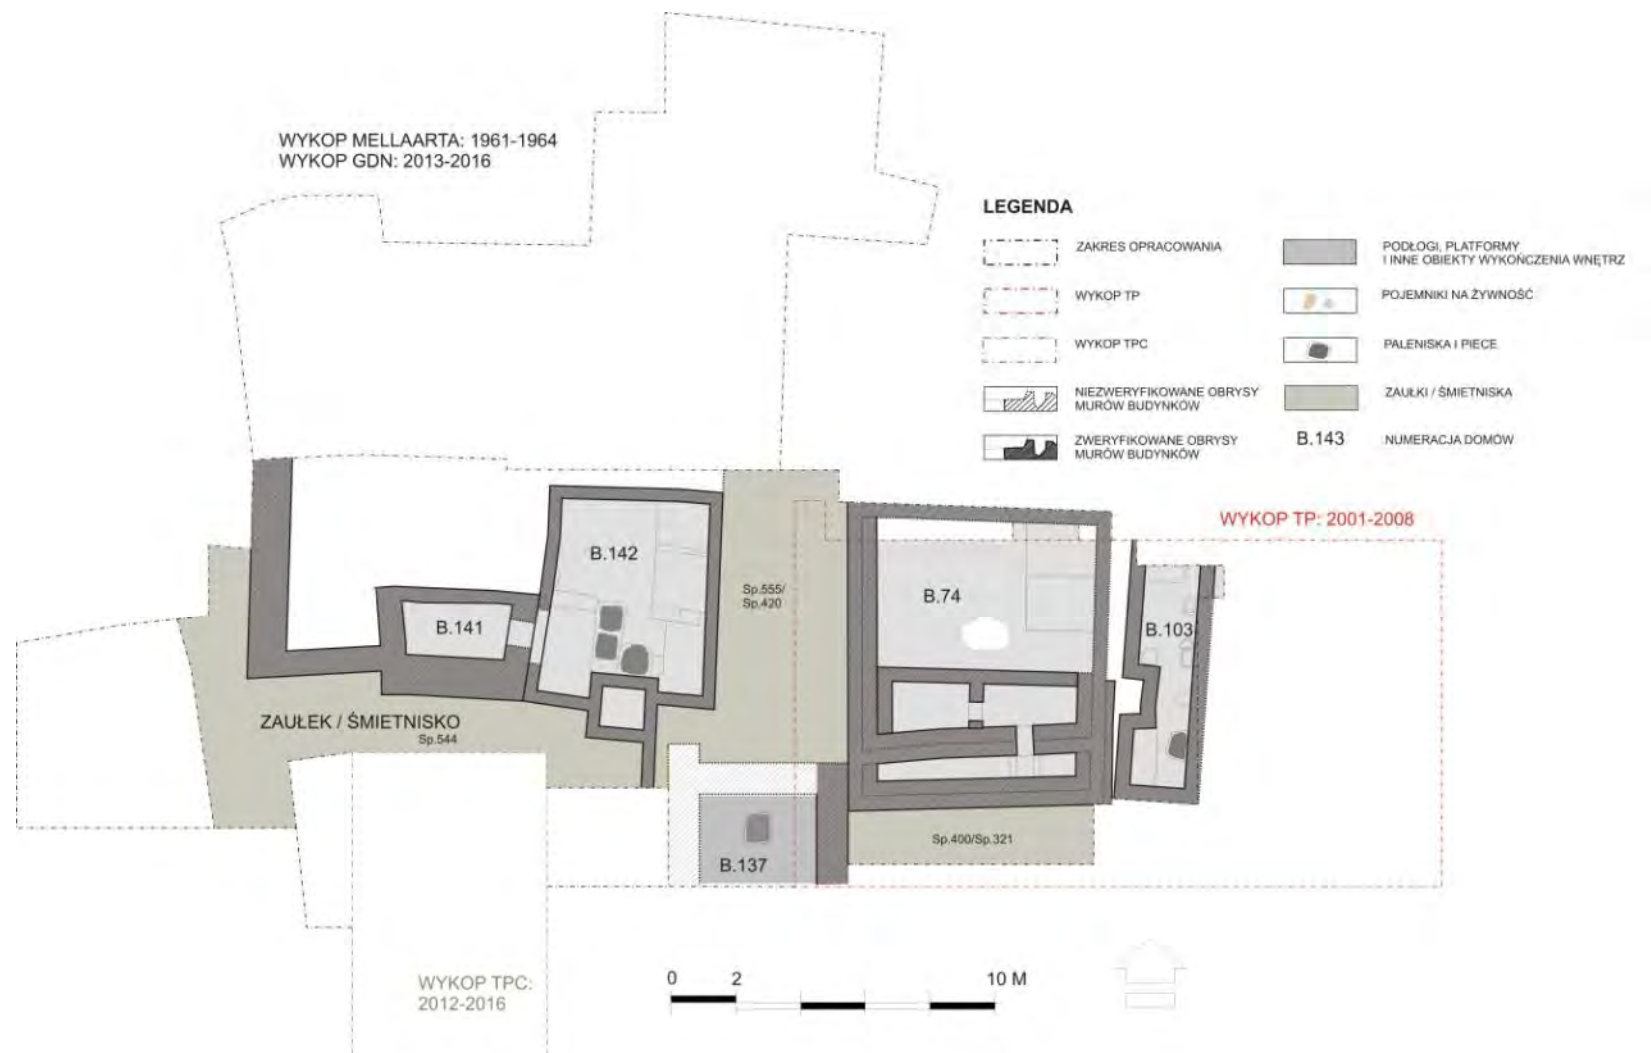 WYKOP MELLAARTA: 1961-1964
WYKOP GDN: 2013-2016
LEGENDA
ZAKRES OPRACOWANIA
WYKOP TP
WYKOP TPC
NIEZWERYFIKOWANE OBRYSY
MURÓW BUDYNKÓW
ZWERYFIKOWANE OBRYSY
MURÓW BUDYNKÓW
PODŁOGI, PLATFORMY
I INNE OBIEKTY WYKOŃCZENIA WNĘTRZ
POJEMNIKI NA ŻYWNOŚĆ
PALENISKA I PIECE
ZAUŁKI / ŚMIETNISKA
B.143
NUMERACJA DOMÓW
WYKOP TP: 2001-2008
B.142
Sp.555/
Sp.420
B.74
B.141
B.103
ZAUŁEK / ŚMIETNISKO
Sp.544
B.137
Sp.400/Sp.321
WYKOP TPC:
2012-2016
0 2 10 M